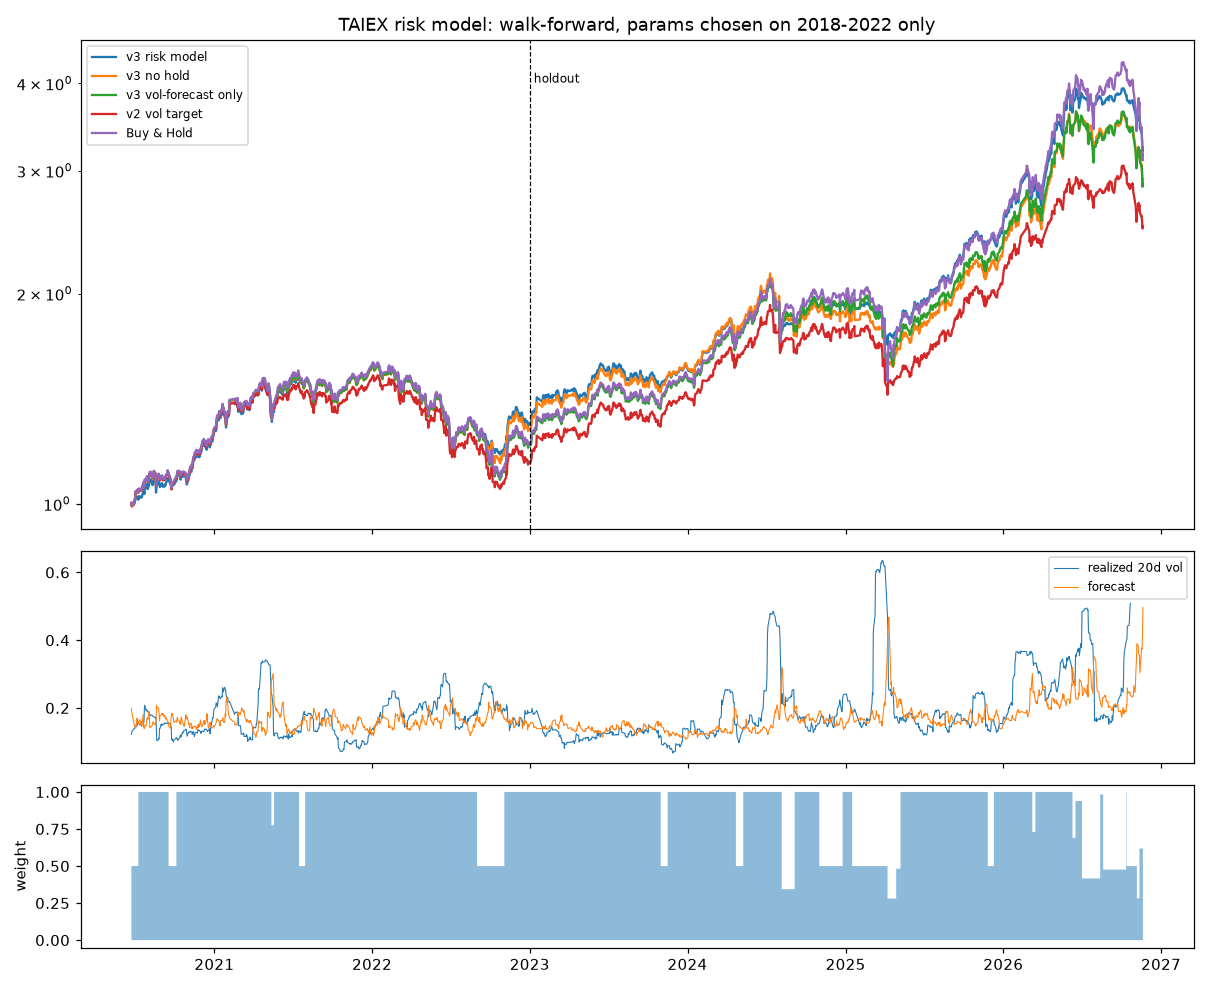 TAIEX risk model: walk-forward, params chosen on 2018-2022 only
v3 risk model
v3 no hold
v3 vol-forecast only
v2 vol target
Buy & Hold
holdout
4 × 10⁰
3 × 10⁰
2 × 10⁰
10⁰
realized 20d vol
forecast
0.6
0.4
0.2
weight
1.00
0.75
0.50
0.25
0.00
2021 2022 2023 2024 2025 2026 2027